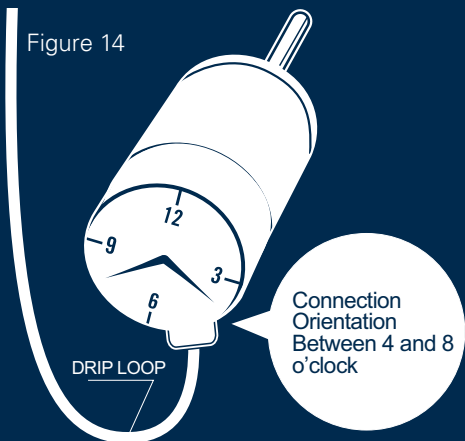 Figure 14
12
9
3
6
Connection
Orientation
Between 4 and 8
o’clock
DRIP LOOP